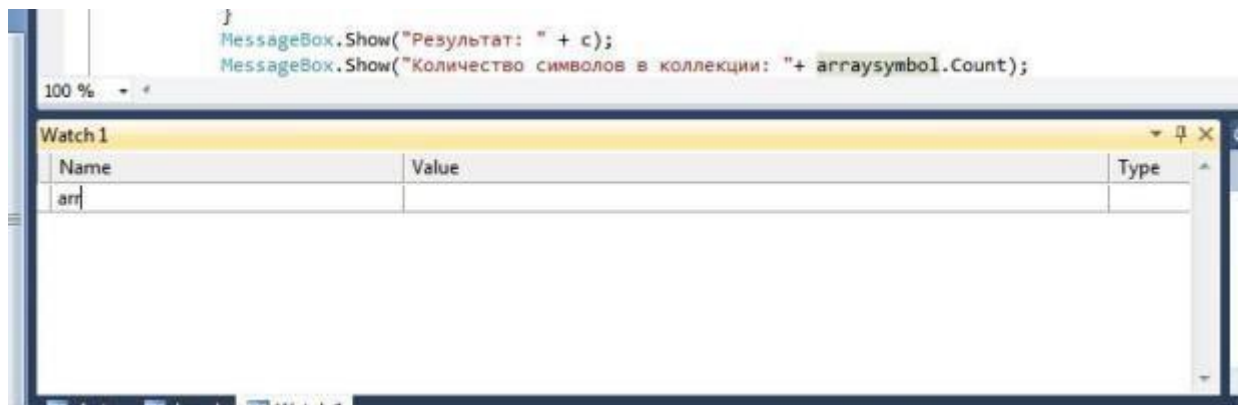 }
MessageBox.Show("Результат: " + c);
MessageBox.Show("Количество символов в коллекции: "+ arraysymbol.Count);
100 %
Watch 1
Name Value Type
arr